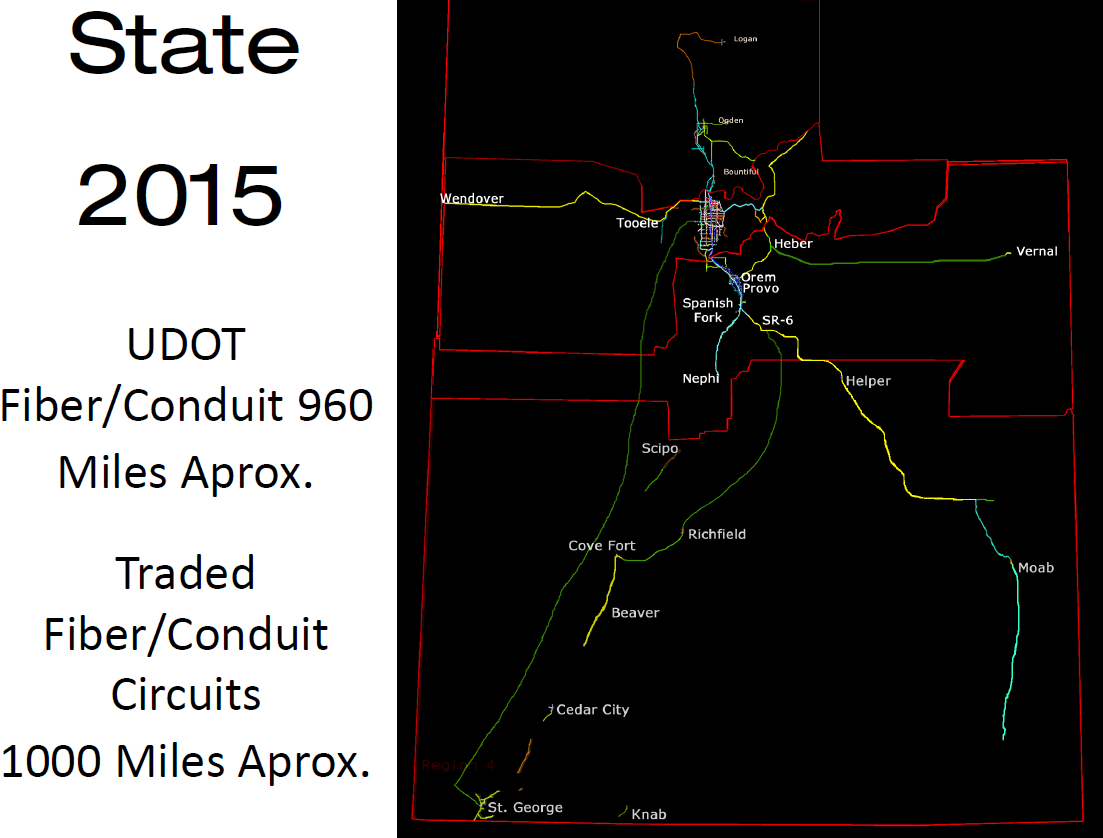 State
2015
UDOT
Fiber/Conduit 960
Miles Aprox.
Traded
Fiber/Conduit
Circuits
1000 Miles Aprox.
Logan
Ogden
Bountiful
Wendover
Tooele
Heber
Vernal
Orem
Provo
Spanish
Fork
SR-6
Nephi
Helper
Scipo
Richfield
Cove Fort
Moab
Beaver
Cedar City
Region 4
St. George
Knab